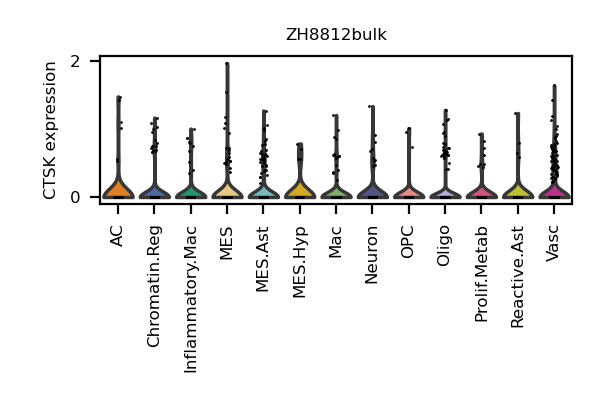 ZH8812bulk
CTSK expression
2
0
AC
Chromatin.Reg
Inflammatory.Mac
MES
MES.Ast
MES.Hyp
Mac
Neuron
OPC
Oligo
Prolif.Metab
Reactive.Ast
Vasc